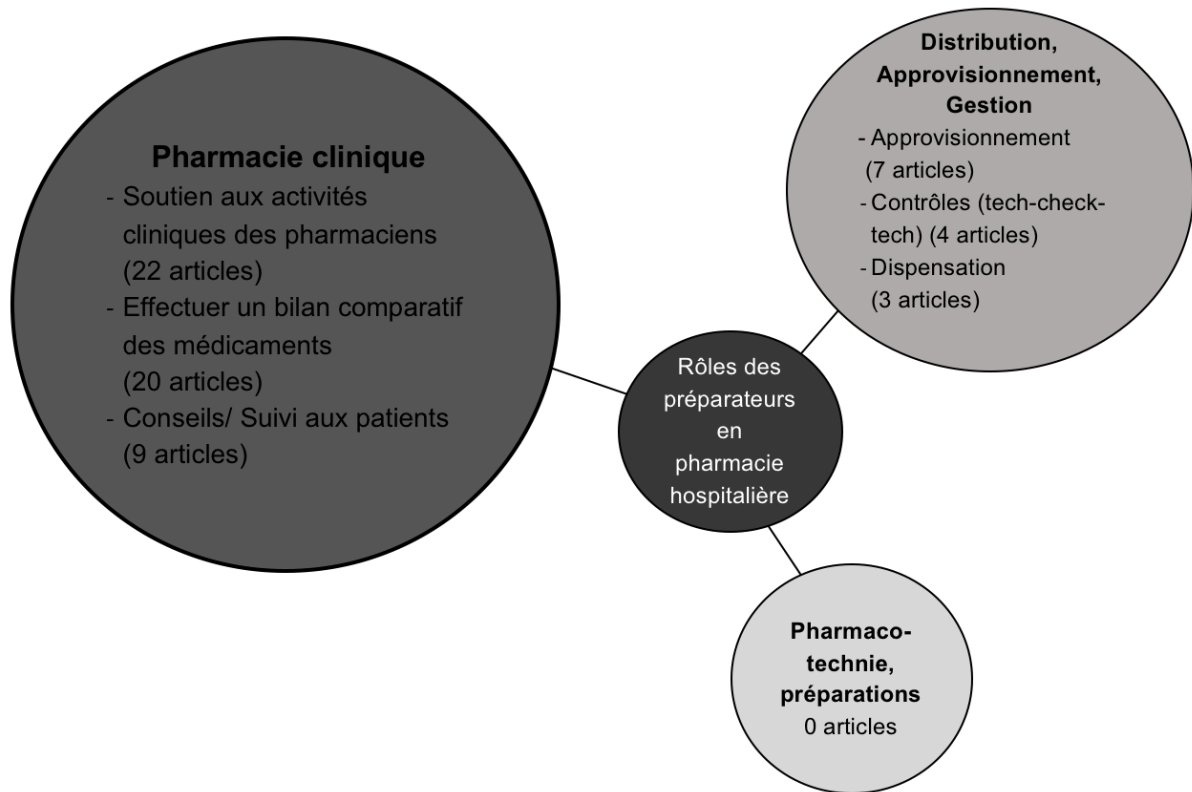 Pharmacie clinique
- Soutien aux activités
cliniques des pharmaciens
(22 articles)
- Effectuer un bilan comparatif
des médicaments
(20 articles)
- Conseils/ Suivi aux patients
(9 articles)
Distribution,
Approvisionnement,
Gestion
- Approvisionnement
(7 articles)
- Contrôles (tech-check-
tech) (4 articles)
- Dispensation
(3 articles)
Rôles des
préparateurs
en
pharmacie
hospitalière
Pharmaco-
technie,
préparations
0 articles